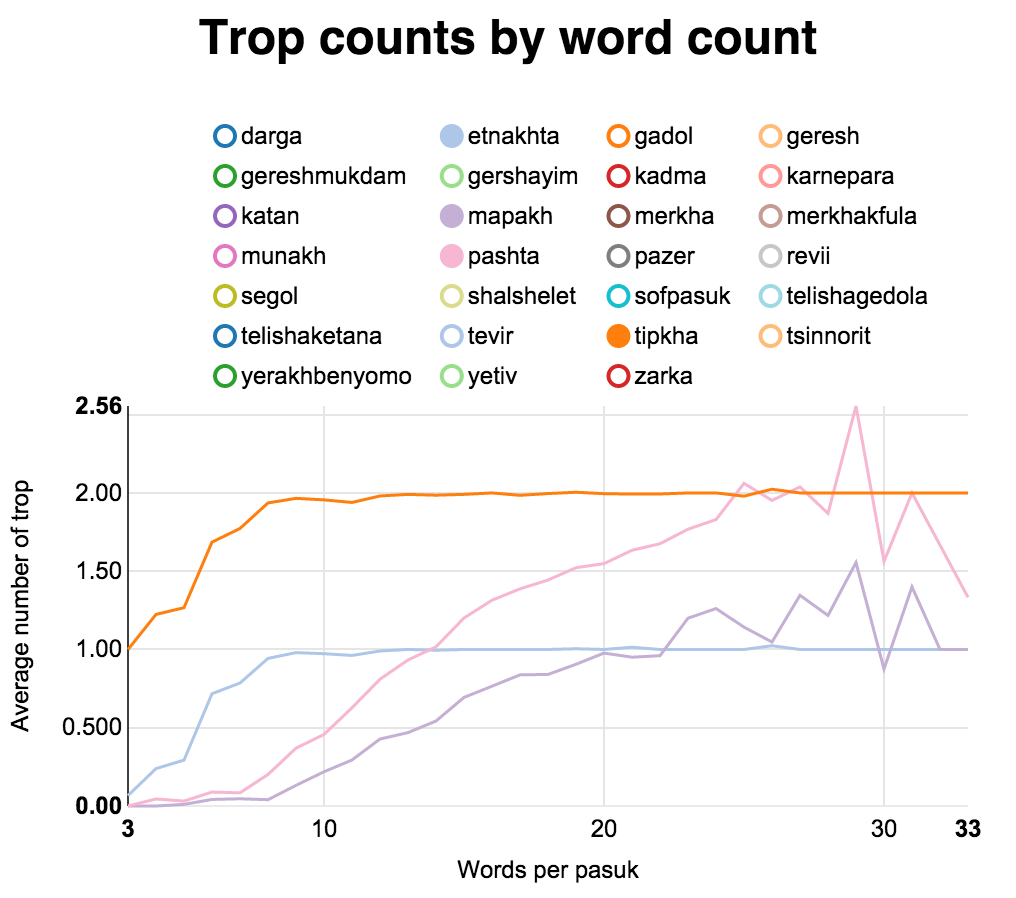 Trop counts by word count
darga etnakhta gadol geresh
gereshmukdam gershayim kadma karnepara
katan mapakh merkha merkhakfula
munakh pashta pazer revii
segol shalshelet sofpasuk telishagedola
telishaketana tevir tipkha tsinnorit
yerakhbenyomo yetiv zarka
2.56
2.00
1.50
1.00
0.500
0.00
Average number of trop
3 10 20 30 33
Words per pasuk